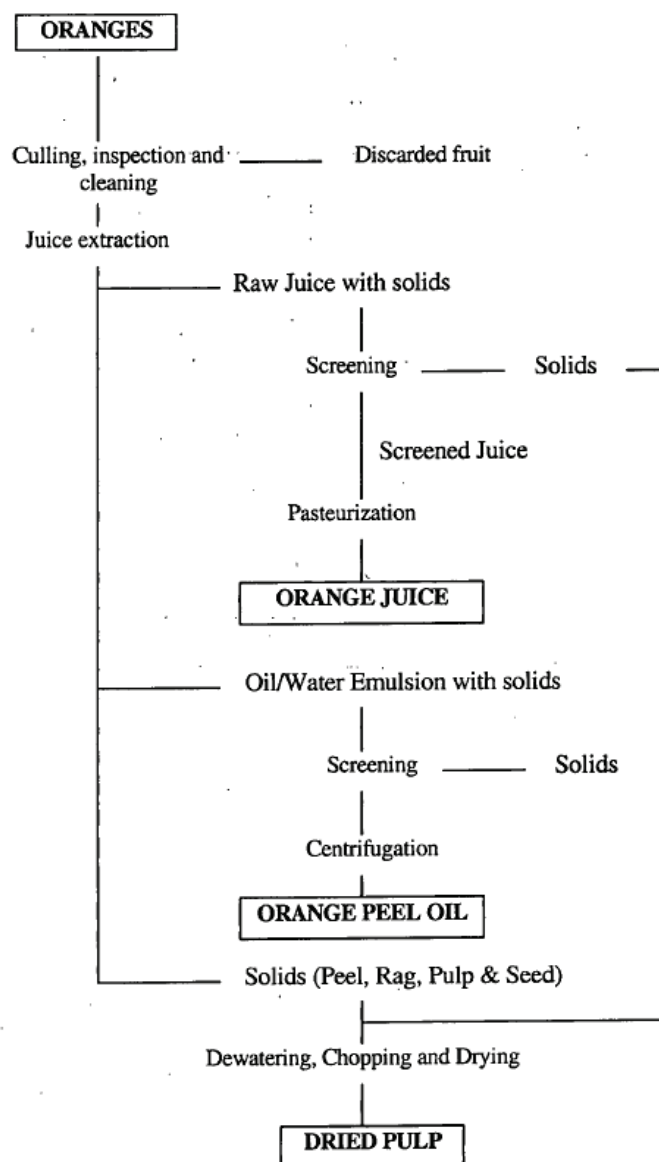 ORANGES
Culling, inspection and
Discarded fruit
cleaning
Juice extraction
Raw Juice with solids
Screening
Solids
Screened Juice
Pasteurization
ORANGE JUICE
Oil/Water Emulsion with solids
Screening
Solids
Centrifugation
ORANGE PEEL OIL
Solids (Peel, Rag, Pulp & Seed)
Dewatering, Chopping and Drying
DRIED PULP